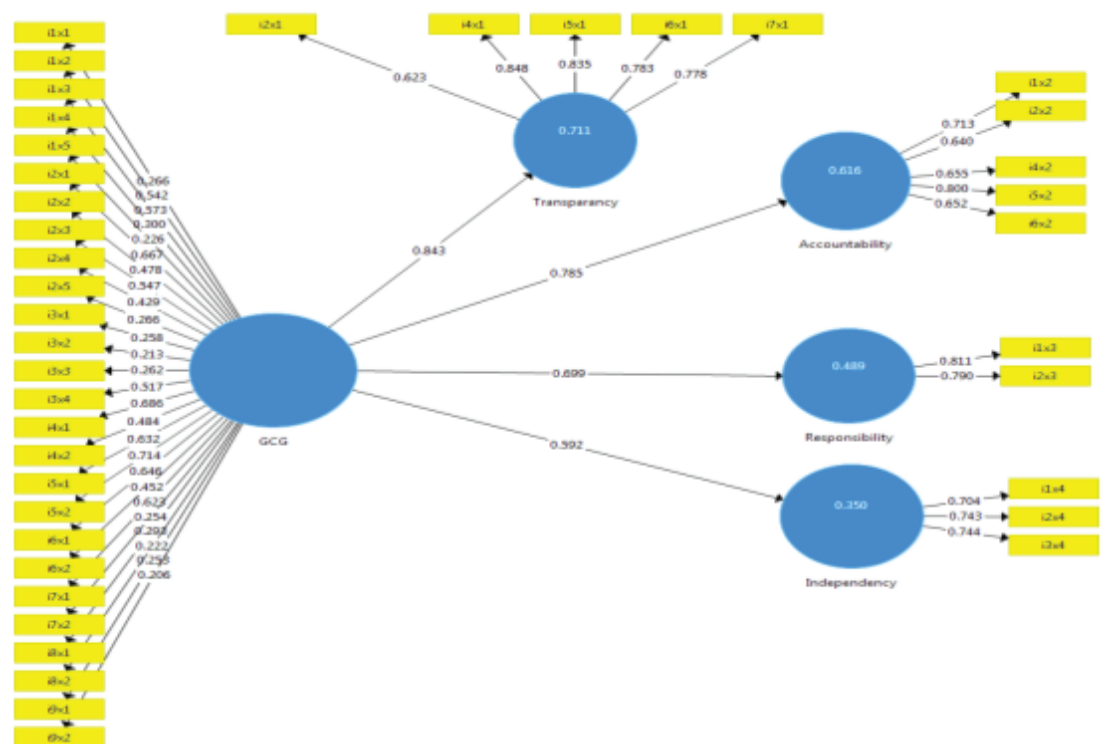 i1x1
i1x2
i1x3
i1x4
i1x5
i2x1
i2x2
i2x3
i2x4
i2x5
i3x1
i3x2
i3x3
i3x4
i4x1
i4x2
i5x1
i5x2
i6x1
i6x2
i7x1
i7x2
i8x1
i8x2
i9x1
i9x2
0.266
0.542
0.573
0.300
0.226
0.667
0.478
0.347
0.429
0.266
0.258
0.213
0.262
0.517
0.686
0.484
0.632
0.714
0.646
0.452
0.623
0.254
0.222
0.253
0.206
GCG
i2x1
i4x1
i5x1
i6x1
i7x1
0.623
0.848
0.835
0.783
0.778
0.711
Transparancy
0.843
0.785
0.699
0.592
i1x2
i2x2
i4x2
i5x2
i6x2
0.713
0.640
0.655
0.800
0.652
0.616
Accountability
i1x3
i2x3
0.811
0.790
0.489
Responsibility
i1x4
i2x4
i3x4
0.704
0.743
0.744
0.350
Independency